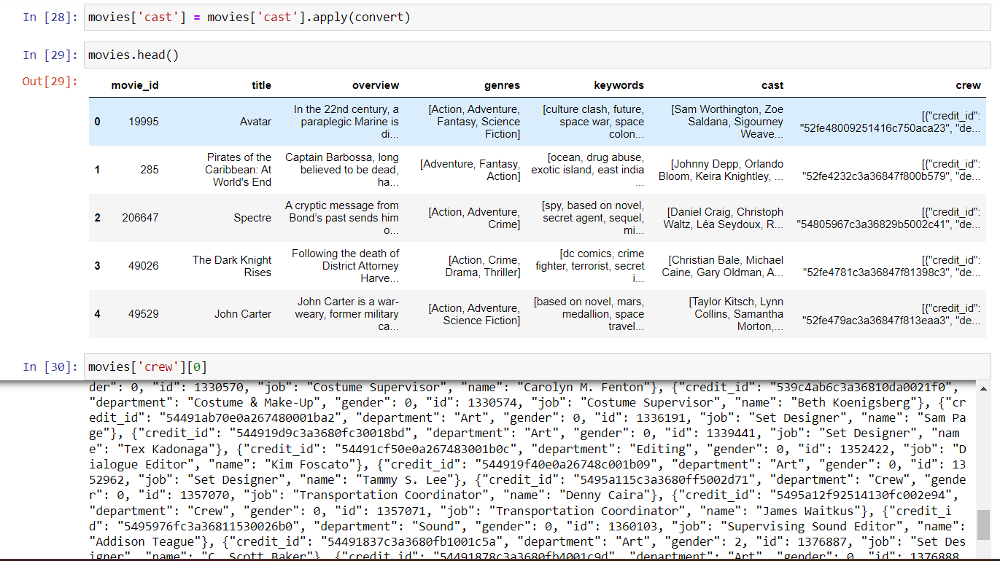 In [28]: movies['cast'] = movies['cast'].apply(convert)
In [29]: movies.head()
Out[29]:
movie_id title overview genres keywords cast crew
0 19995 Avatar In the 22nd century, a paraplegic Marine is di... [Action, Adventure, Fantasy, Science Fiction] [culture clash, future, space war, space colon... [Sam Worthington, Zoe Saldana, Sigourney Weave... [{"credit_id": "52fe48009251416c750aca23", "de...
1 285 Pirates of the Caribbean: At World's End Captain Barbossa, long believed to be dead, ha... [Adventure, Fantasy, Action] [ocean, drug abuse, exotic island, east india ... [Johnny Depp, Orlando Bloom, Keira Knightley, ... [{"credit_id": "52fe4232c3a36847f800b579", "de...
2 206647 Spectre A cryptic message from Bond’s past sends him o... [Action, Adventure, Crime] [spy, based on novel, secret agent, sequel, mi... [Daniel Craig, Christoph Waltz, Léa Seydoux, R... [{"credit_id": "54805967c3a36829b5002c41", "de...
3 49026 The Dark Knight Rises Following the death of District Attorney Harve... [Action, Crime, Drama, Thriller] [dc comics, crime fighter, terrorist, secret i... [Christian Bale, Michael Caine, Gary Oldman, A... [{"credit_id": "52fe4781c3a36847f81398c3", "de...
4 49529 John Carter John Carter is a war-weary, former military ca... [Action, Adventure, Science Fiction] [based on novel, mars, medallion, space travel... [Taylor Kitsch, Lynn Collins, Samantha Morton,... [{"credit_id": "52fe479ac3a36847f813eaa3", "de...
In [30]: movies['crew'][0]
der": 0, "id": 1330570, "job": "Costume Supervisor", "name": "Carolyn M. Fenton"}, {"credit_id": "539c4ab6c3a36810da0021f0",
"department": "Costume & Make-Up", "gender": 0, "id": 1330574, "job": "Costume Supervisor", "name": "Beth Koenigsberg"}, {"cr
edit_id": "54491ab70e0a267480001ba2", "department": "Art", "gender": 0, "id": 1336191, "job": "Set Designer", "name": "Sam Pa
ge"}, {"credit_id": "544919d9c3a3680fc30018bd", "department": "Art", "gender": 0, "id": 1339441, "job": "Set Designer", "nam
e": "Tex Kadonaga"}, {"credit_id": "54491cf50e0a267483001b0c", "department": "Editing", "gender": 0, "id": 1352422, "job": "D
ialogue Editor", "name": "Kim Foscato"}, {"credit_id": "544919f40e0a26748c001b09", "department": "Art", "gender": 0, "id": 13
52962, "job": "Set Designer", "name": "Tammy S. Lee"}, {"credit_id": "5495a115c3a3680ff5002d71", "department": "Crew", "gende
r": 0, "id": 1357070, "job": "Transportation Coordinator", "name": "Denny Caira"}, {"credit_id": "5495a12f92514130fc002e94",
"department": "Crew", "gender": 0, "id": 1357071, "job": "Transportation Coordinator", "name": "James Waitkus"}, {"credit_i
d": "5495976fc3a36811530026b0", "department": "Sound", "gender": 0, "id": 1360103, "job": "Supervising Sound Editor", "name":
"Addison Teague"}, {"credit_id": "54491837c3a3680fb1001c5a", "department": "Art", "gender": 2, "id": 1376887, "job": "Set Des
igner", "name": "C. Scott Baker"}, {"credit_id": "54491878c3a3680fb4001c9d", "department": "Art", "gender": 0, "id": 1376888,